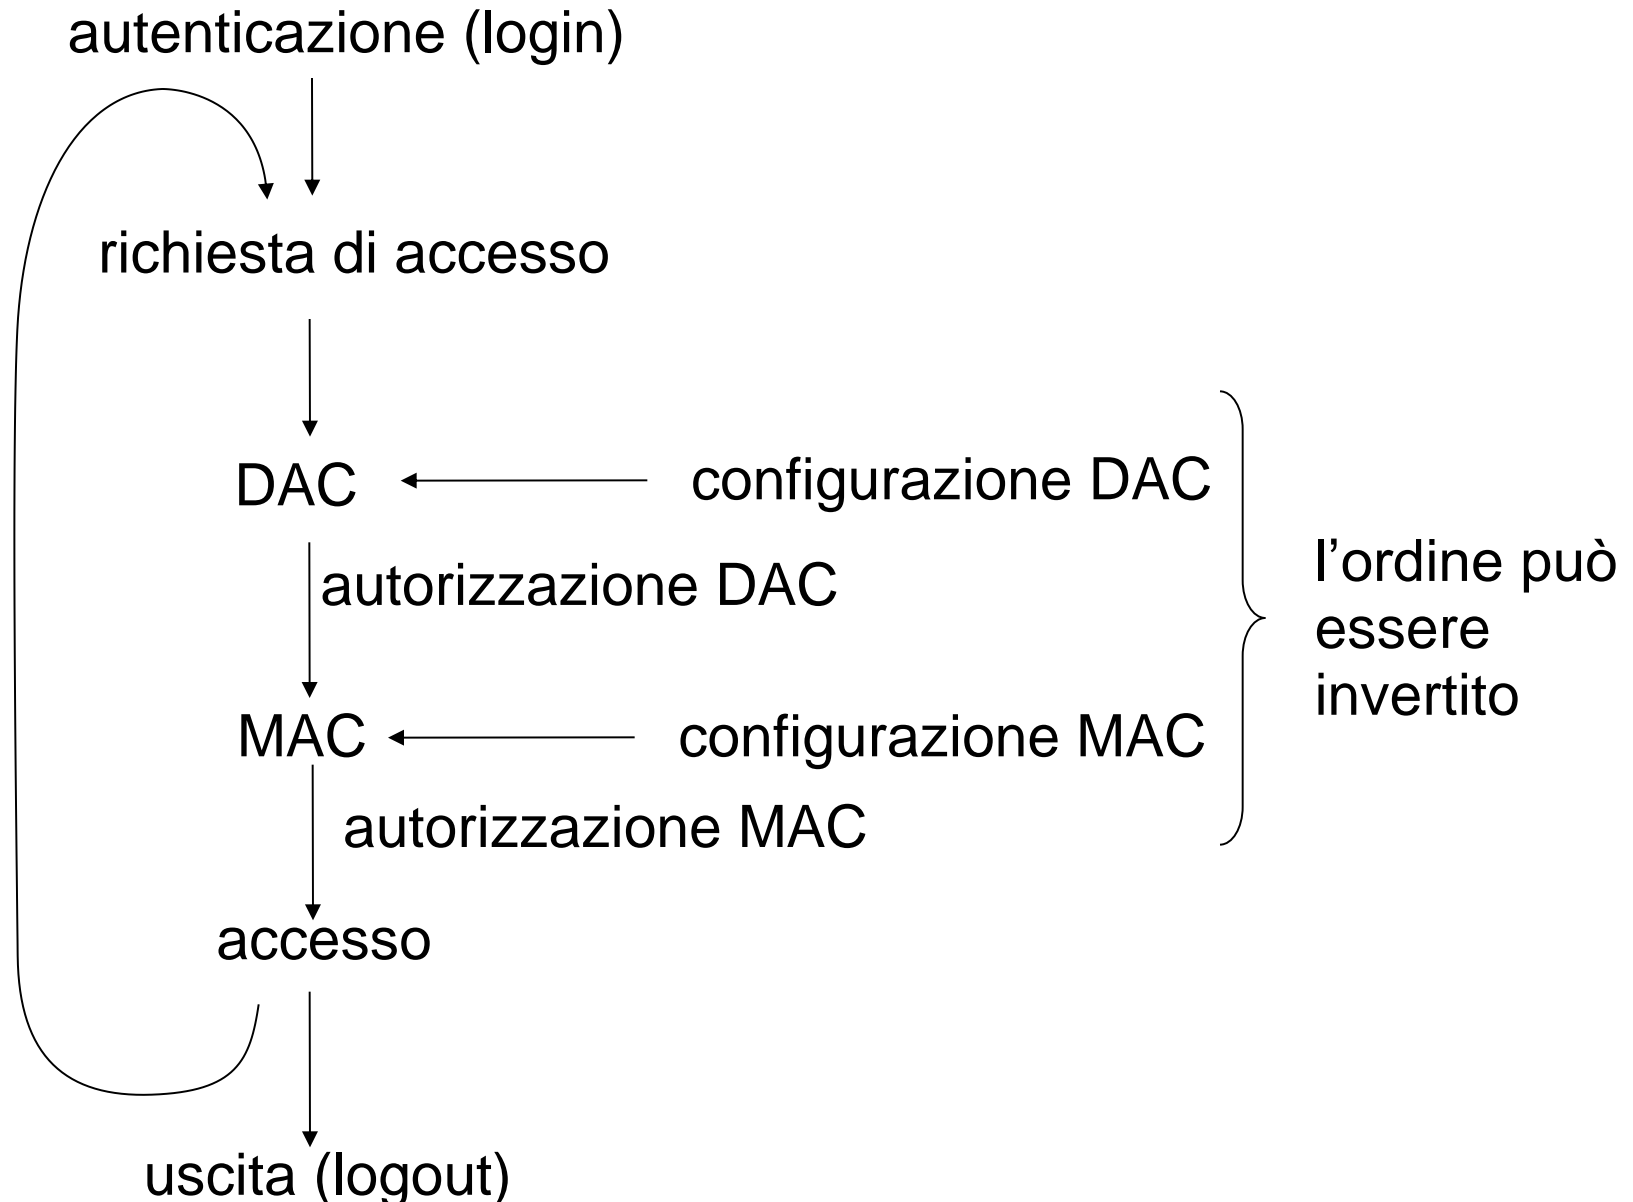 autenticazione (login)
richiesta di accesso
DAC
configurazione DAC
autorizzazione DAC
l’ordine può
essere
invertito
MAC
configurazione MAC
autorizzazione MAC
accesso
uscita (logout)